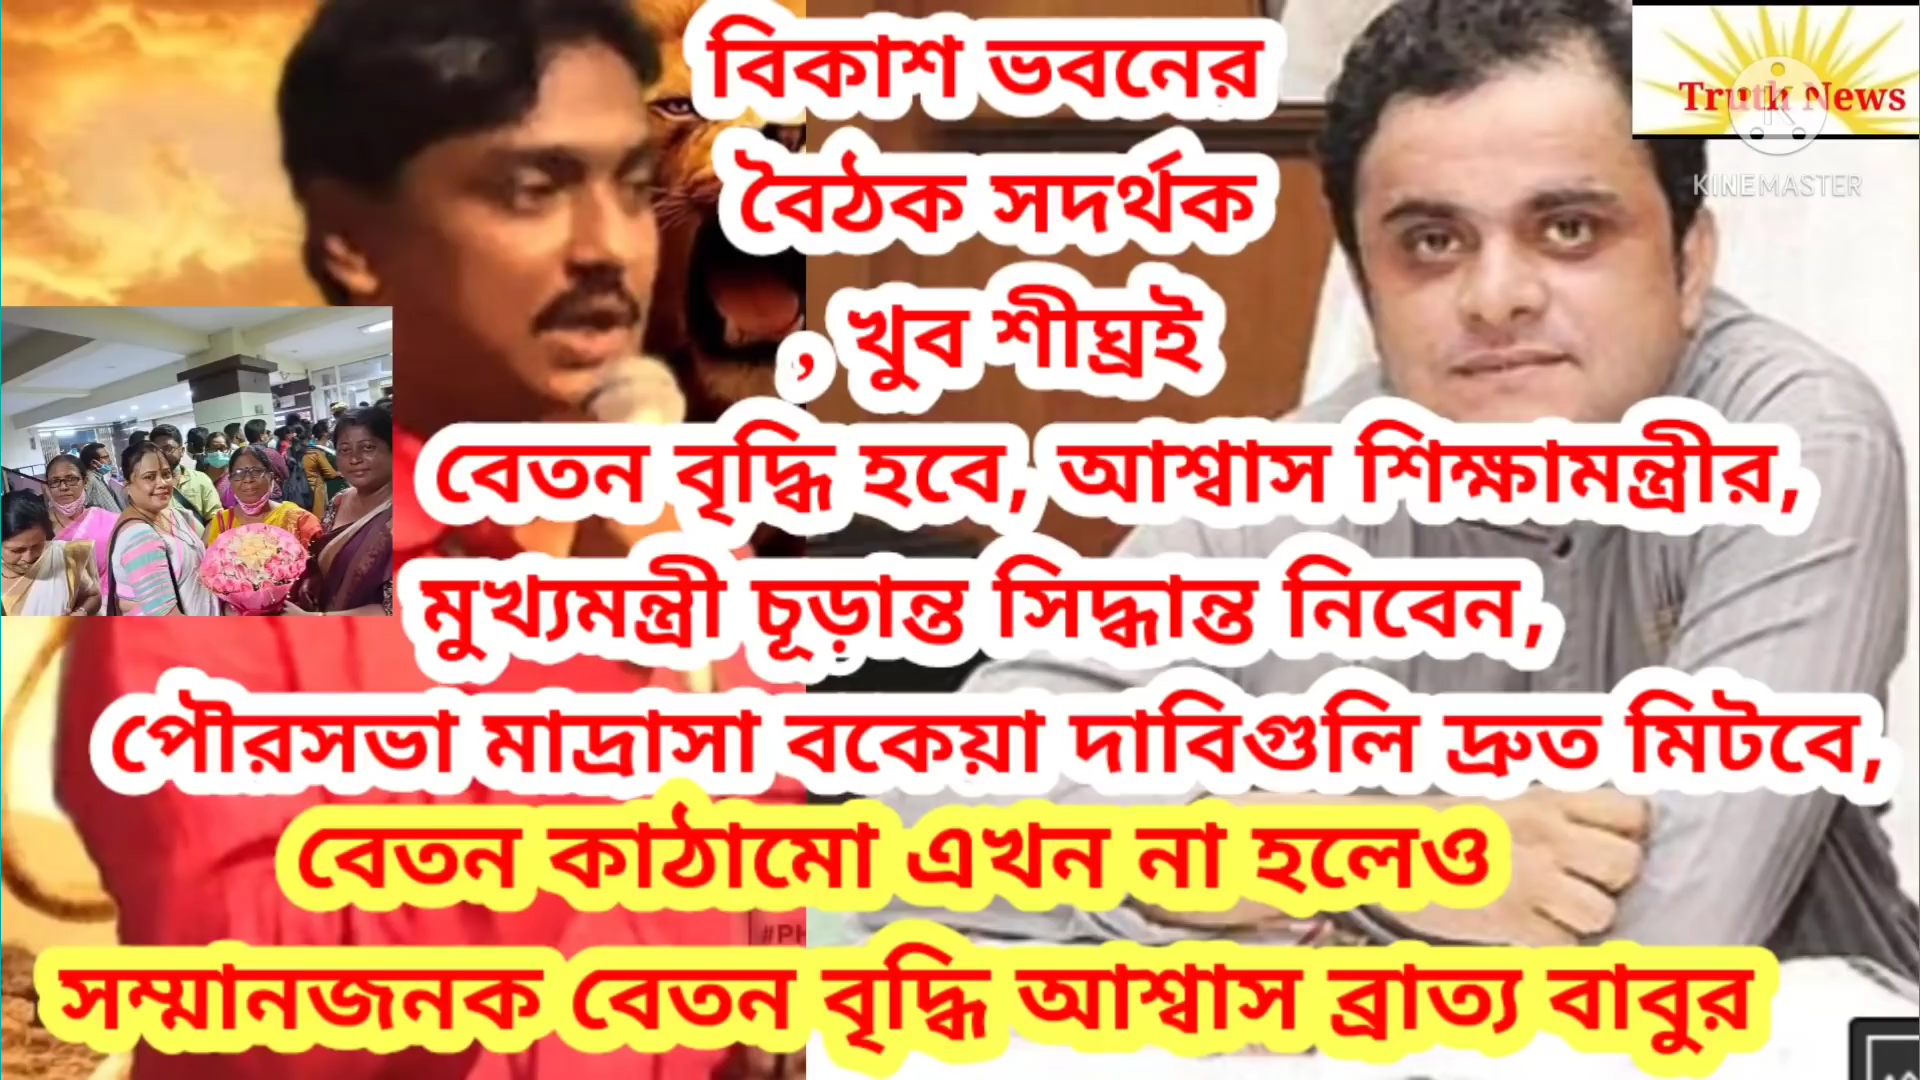 বিকাশ ভবনের
Truth News
KINEMASTER
বৈঠক সদর্থক
, খুব শীঘ্রই
বেতন বৃদ্ধি হবে, আশ্বাস শিক্ষামন্ত্রীর,
মুখ্যমন্ত্রী চূড়ান্ত সিদ্ধান্ত নিবেন,
পৌরসভা মাদ্রাসা বকেয়া দাবিগুলি দ্রুত মিটবে,
বেতন কাঠামো এখন না হলেও
#PH
সম্মানজনক বেতন বৃদ্ধি আশ্বাস ব্রাত্য বাবুর